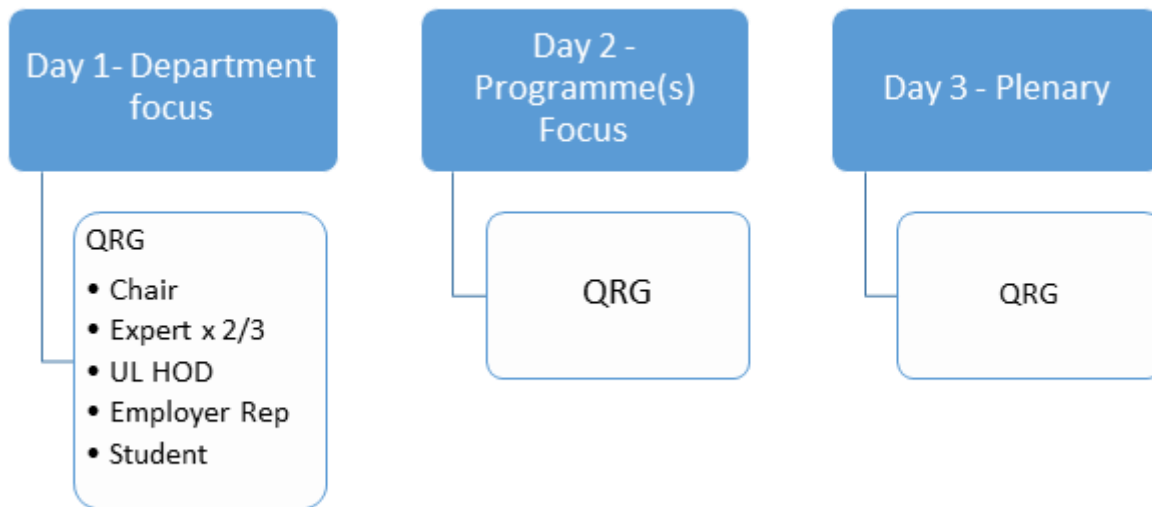 Day 1- Department
focus
QRG
• Chair
• Expert x 2/3
• UL HOD
• Employer Rep
• Student
Day 2 -
Programme(s)
Focus
QRG
Day 3 - Plenary
QRG